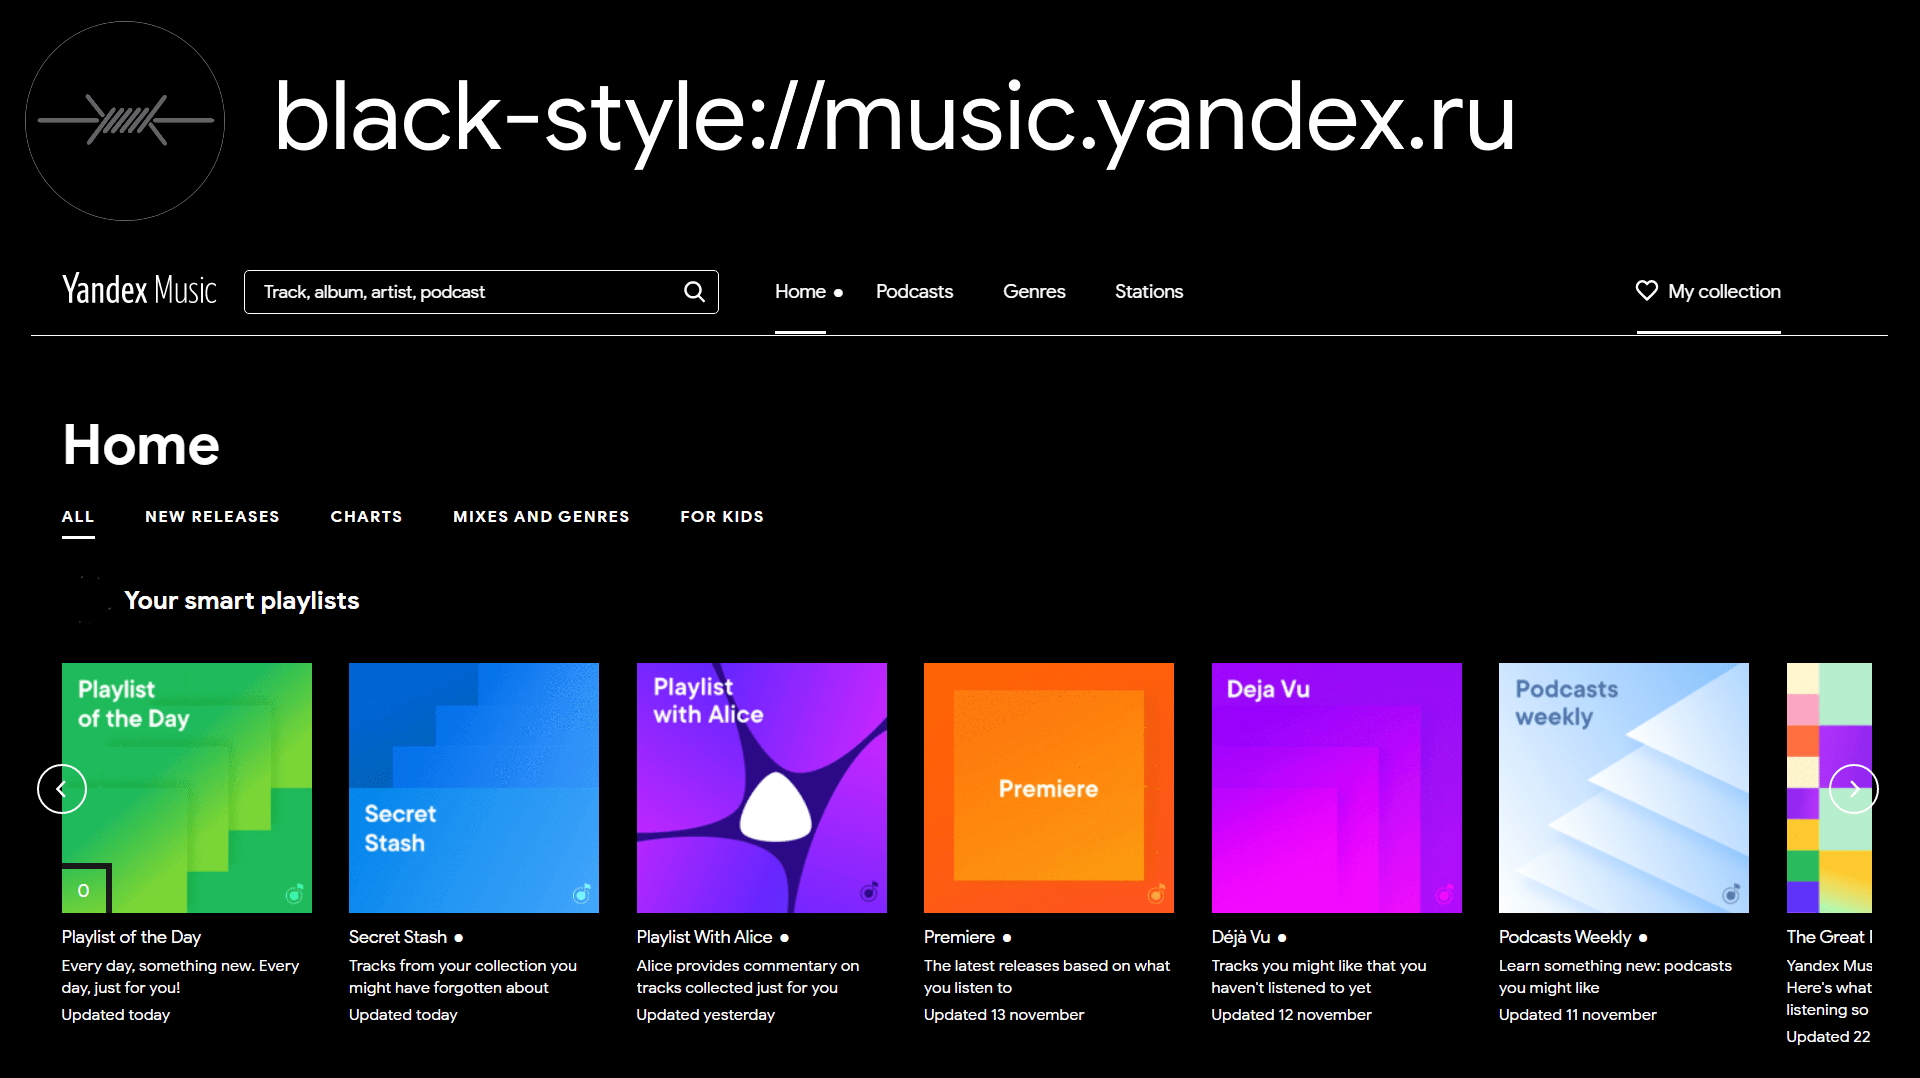 black-style://music.yandex.ru
Yandex Music
Track, album, artist, podcast
Home
Podcasts
Genres
Stations
My collection
Home
ALL
NEW RELEASES
CHARTS
MIXES AND GENRES
FOR KIDS
Your smart playlists
Playlist
of the Day
0
Secret
Stash
Playlist
with Alice
Premiere
Deja Vu
Podcasts
weekly
Playlist of the Day
Every day, something new. Every
day, just for you!
Updated today
Secret Stash
Tracks from your collection you
might have forgotten about
Updated today
Playlist With Alice
Alice provides commentary on
tracks collected just for you
Updated yesterday
Premiere
The latest releases based on what
you listen to
Updated 13 november
Déjà Vu
Tracks you might like that you
haven't listened to yet
Updated 12 november
Podcasts Weekly
Learn something new: podcasts
you might like
Updated 11 november
The Great
Yandex Mus
Here's what
listening so
Updated 22